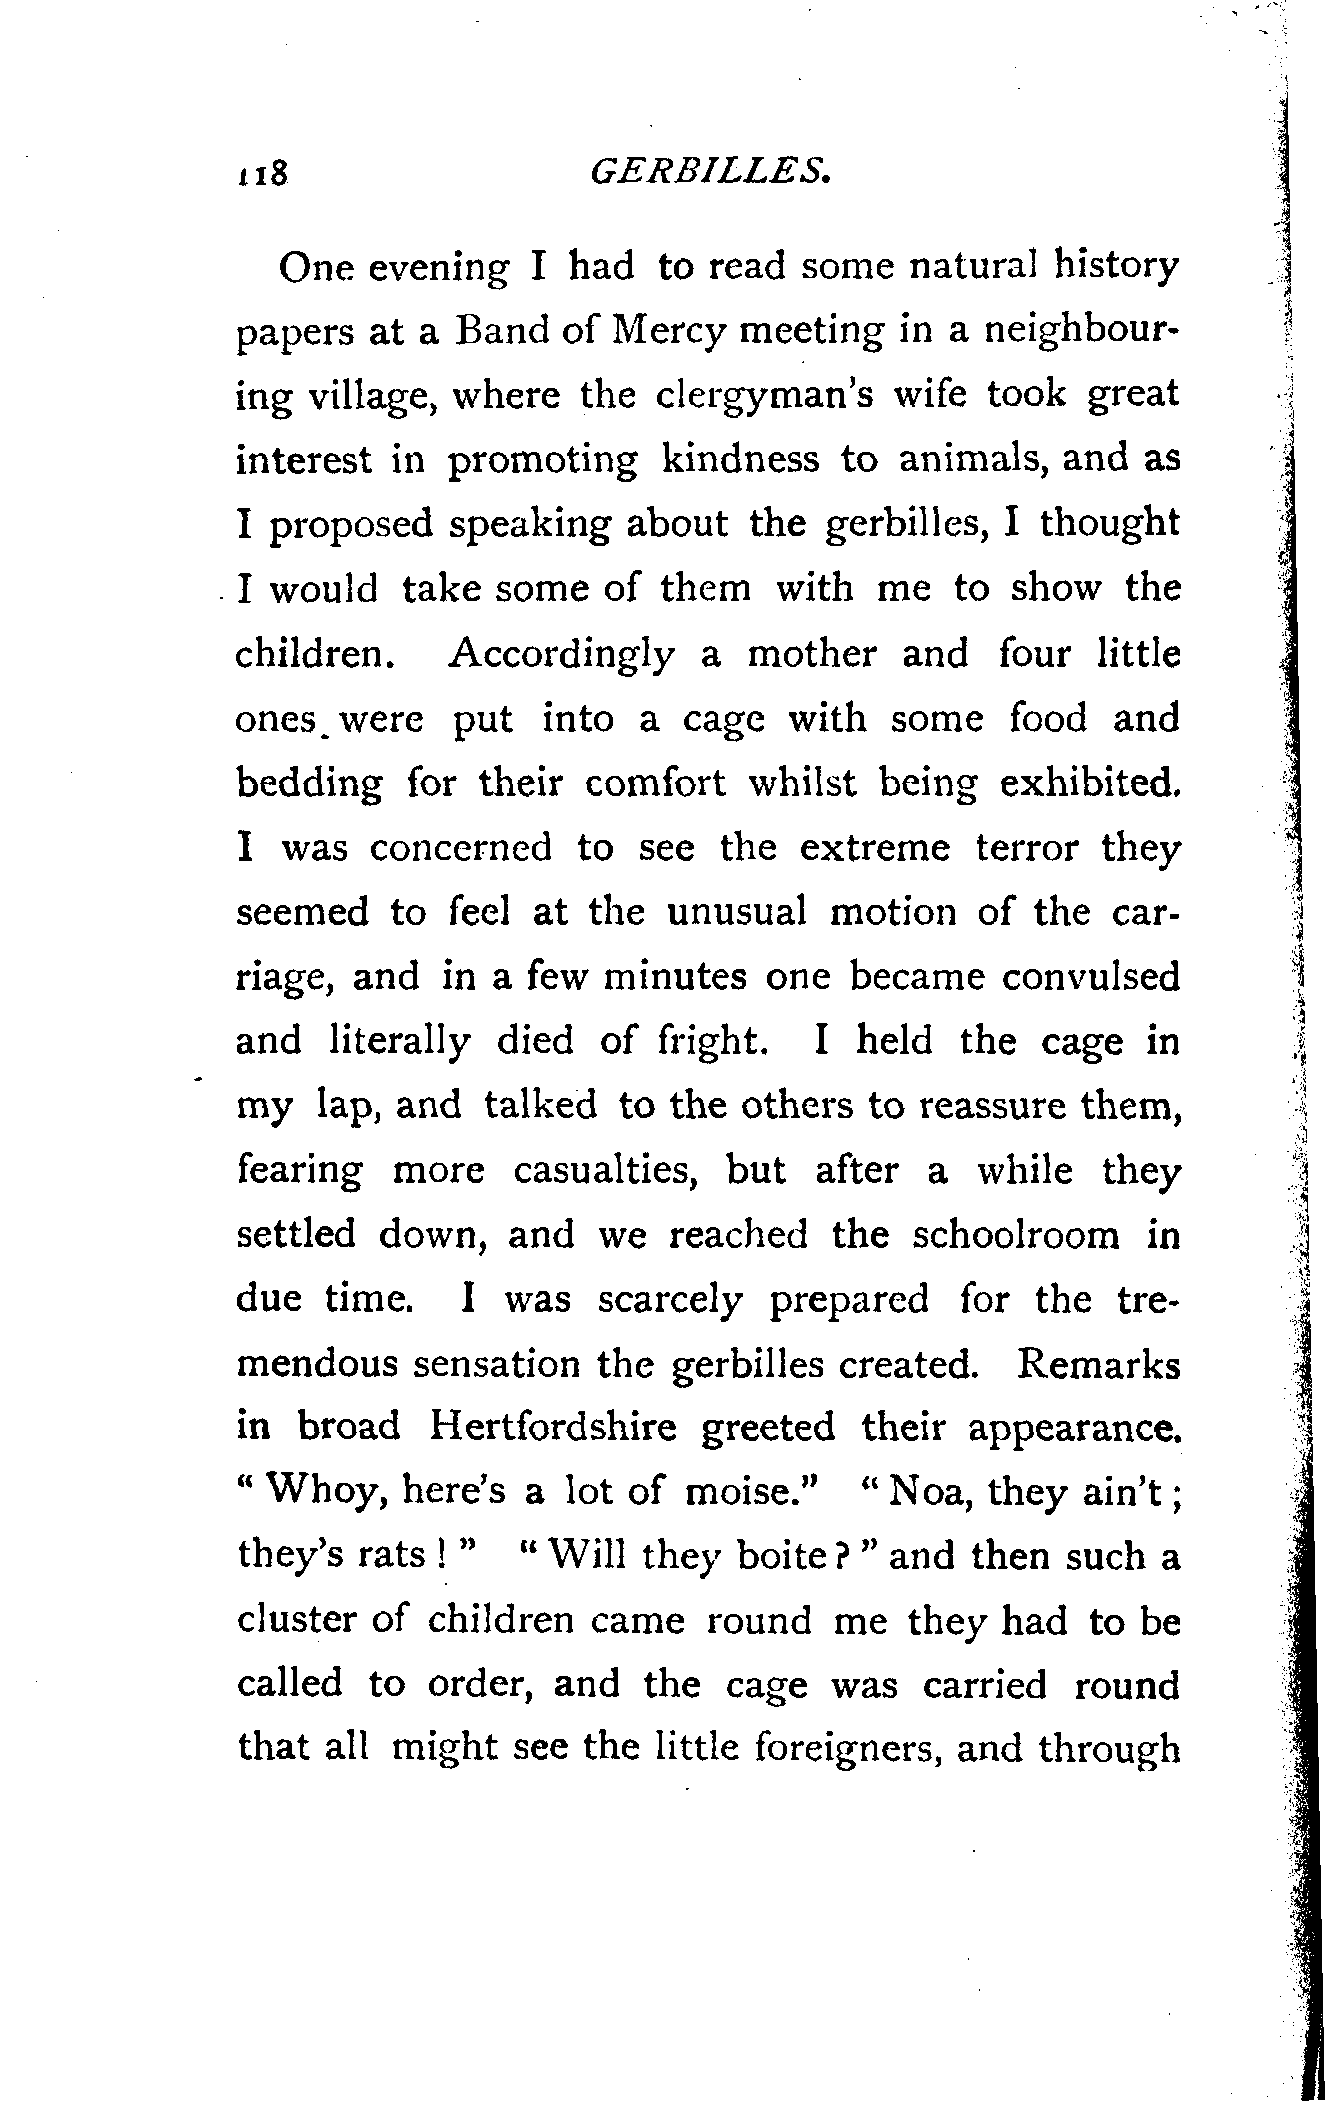 118 GERBILLES.
One evening I had to read some natural history
papers at a Band of Mercy meeting in a neighbour-
ing village, where the clergyman's wife took great
interest in promoting kindness to animals, and as
I proposed speaking about the gerbilles, I thought
I would take some of them with me to show the
children. Accordingly a mother and four little
ones were put into a cage with some food and
bedding for their comfort whilst being exhibited.
I was concerned to see the extreme terror they
seemed to feel at the unusual motion of the car-
riage, and in a few minutes one became convulsed
and literally died of fright. I held the cage in
my lap, and talked to the others to reassure them,
fearing more casualties, but after a while they
settled down, and we reached the schoolroom in
due time. I was scarcely prepared for the tre-
mendous sensation the gerbilles created. Remarks
in broad Hertfordshire greeted their appearance.
" Whoy, here's a lot of moise." " Noa, they ain't ;
they's rats ! " " Will they boite ? " and then such a
cluster of children came round me they had to be
called to order, and the cage was carried round
that all might see the little foreigners, and through